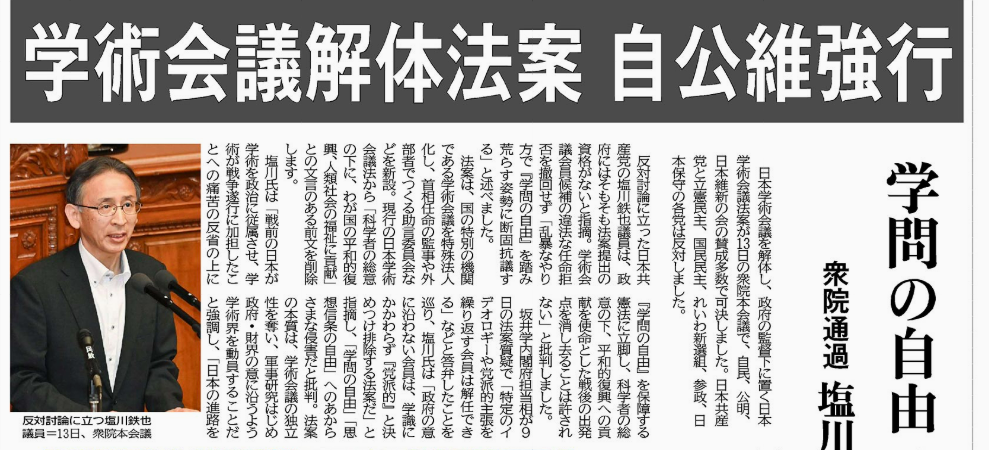 学術会議解体法案 自公維強行
学問の自由
衆院通過 塩川
日本学術会議を解体し、政府の監督下に置く日本
学術会議法案が13日の衆院本会議で、自民、公明、
日本維新の会の賛成多数で可決しました。日本共産
党と立憲民主、国民民主、れいわ新選組、参政、日
本保守の各党は反対しました。
反対討論に立った日本共
産党の塩川鉄也議員は、政
府にはそもそも法案提出の
資格がないと指摘。学術会
議会員候補の違法な任命拒
否を撤回せず「乱暴なやり
方で『学問の自由』を踏み
荒らす姿勢に断固抗議す
る」と述べました。
法案は、国の特別の機関
である学術会議を特殊法人
化し、首相任命の監事や外
部者でつくる助言委員会な
どを新設。現行の日本学術
会議法から「科学者の総意
の下に、わが国の平和的復
興、人類社会の福祉に貢献」
との文言のある前文を削除
します。
塩川氏は「戦前の日本が
学術を政治に従属させ、学
術が戦争遂行に加担したこ
とへの痛苦の反省の上に
『学問の自由』を保障する
憲法に立脚し、科学者の総
意の下、平和的復興への貢
献を使命とした戦後の出発
点を消し去ることは許され
ない」と批判しました。
坂井学内閣府担当相が9
日の法案質疑で「特定のイ
デオロギーや党派的主張を
繰り返す会員は解任でき
る」などと答弁したことを
巡り、塩川氏は「政府の意
に沿わない会員は、学識に
かかわらず『党派的』と決
めつけ排除する法案だ」と
指摘し、「学問の自由」「思
想信条の自由」へのあから
さまな侵害だと批判。法案
の本質は、学術会議の独立
性を奪い、軍事研究はじめ
政府・財界の意に沿うよう
学術界を動員することだ
と強調し、「日本の進路を
反対討論に立つ塩川鉄也
議員=13日、衆院本会議